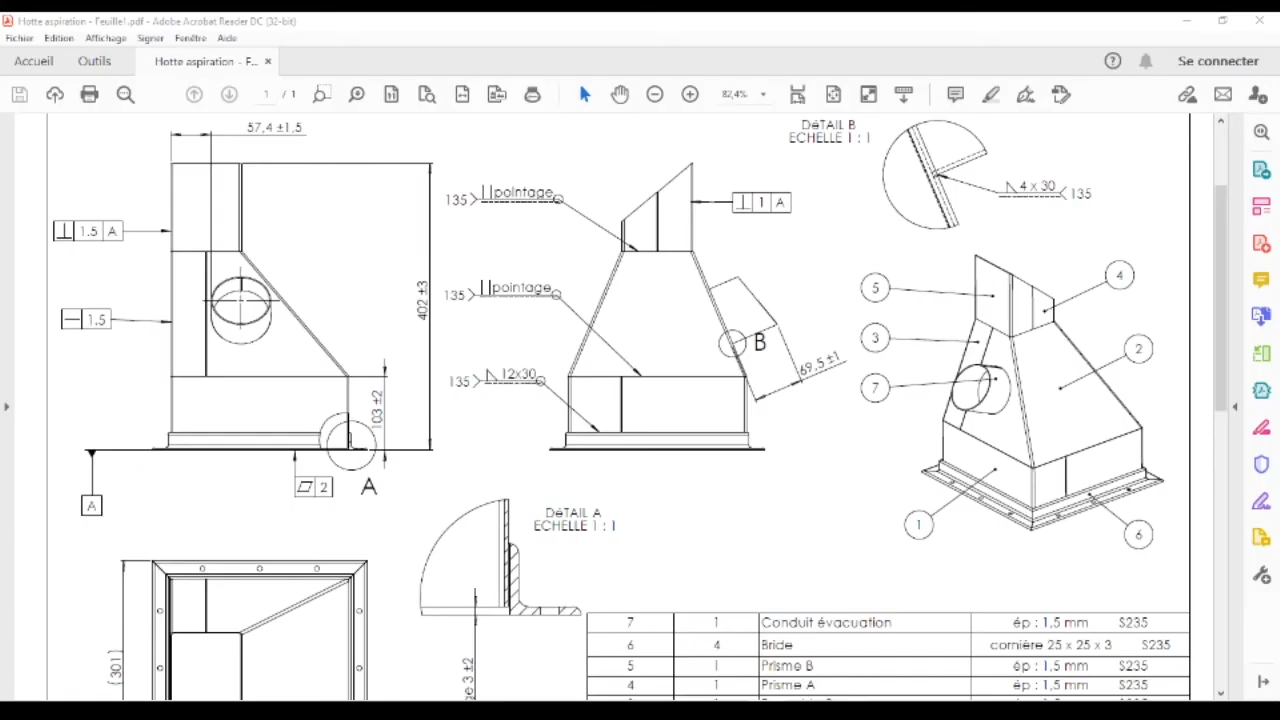 Hotte aspiration - Feuille1.pdf - Adobe Acrobat Reader DC (32-bit)
Fichier Edition Affichage Signer Fenêtre Aide
Accueil Outils Hotte aspiration - F... × Se connecter
1 / 1 82,4%
57,4 ±1,5
DéTAIL B
ECHELLE 1 : 1
4 x 30 135
135 pointage
1 A
1.5 A
402 ±3
135 pointage
1.5
B
69,5 ±1
5 4
3 2
7
135 12x30
103 ±2
2 A
A
1 6
DéTAIL A
ECHELLE 1 : 1
(301)
3 ±2
7 1 Conduit évacuation ép : 1,5 mm S235
6 4 Bride cornière 25 x 25 x 3 S235
5 1 Prisme B ép : 1,5 mm S235
4 1 Prisme A ép : 1,5 mm S235